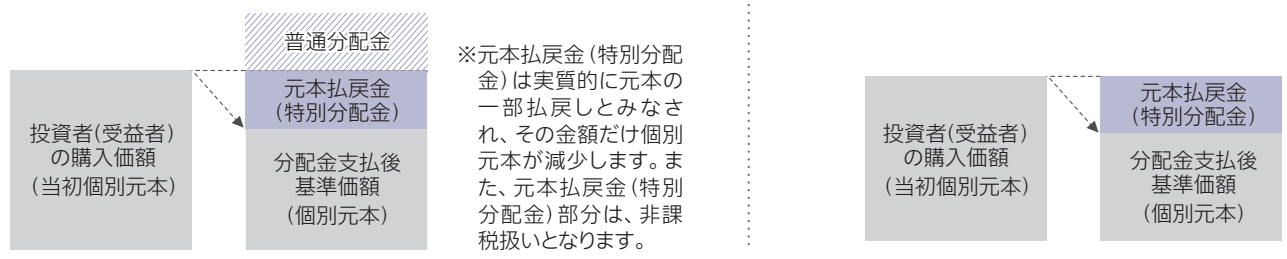 投資者(受益者)
の購入価額
(当初個別元本)
普通分配金
元本払戻金
(特別分配金)
分配金支払後
基準価額
(個別元本)
※元本払戻金(特別分配
金)は実質的に元本の
一部払戻しとみなさ
れ、その金額だけ個別
元本が減少します。ま
た、元本払戻金(特別
分配金)部分は、非課
税扱いとなります。
投資者(受益者)
の購入価額
(当初個別元本)
元本払戻金
(特別分配金)
分配金支払後
基準価額
(個別元本)